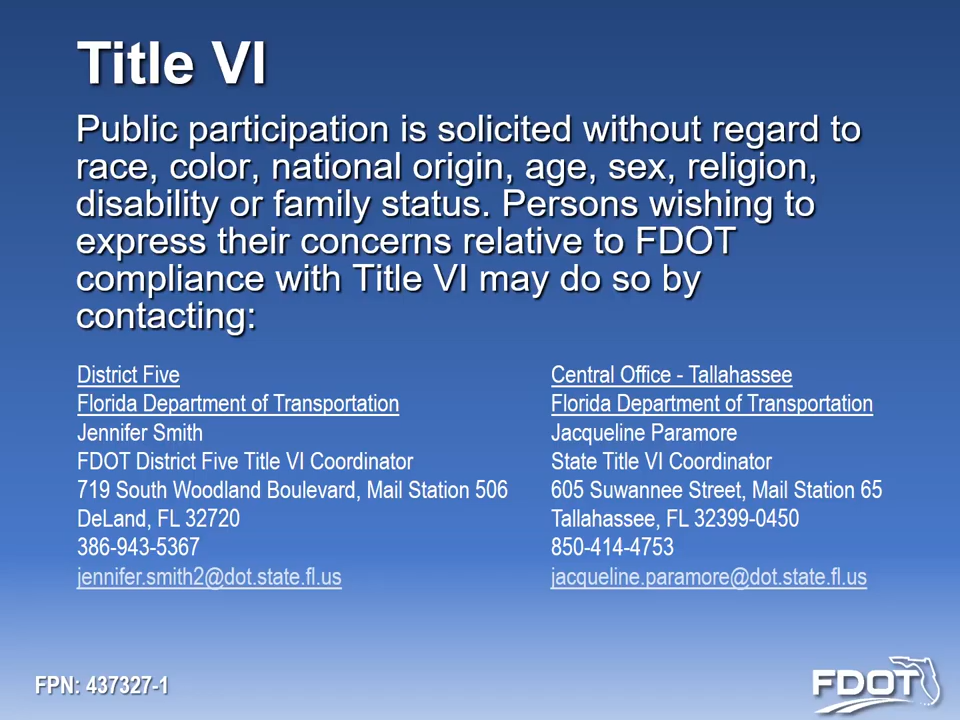 Title VI
Public participation is solicited without regard to
race, color, national origin, age, sex, religion,
disability or family status. Persons wishing to
express their concerns relative to FDOT
compliance with Title VI may do so by
contacting:
District Five
Florida Department of Transportation
Jennifer Smith
FDOT District Five Title VI Coordinator
719 South Woodland Boulevard, Mail Station 506
DeLand, FL 32720
386-943-5367
jennifer.smith2@dot.state.fl.us
Central Office - Tallahassee
Florida Department of Transportation
Jacqueline Paramore
State Title VI Coordinator
605 Suwannee Street, Mail Station 65
Tallahassee, FL 32399-0450
850-414-4753
jacqueline.paramore@dot.state.fl.us
FPN: 437327-1
FDOT